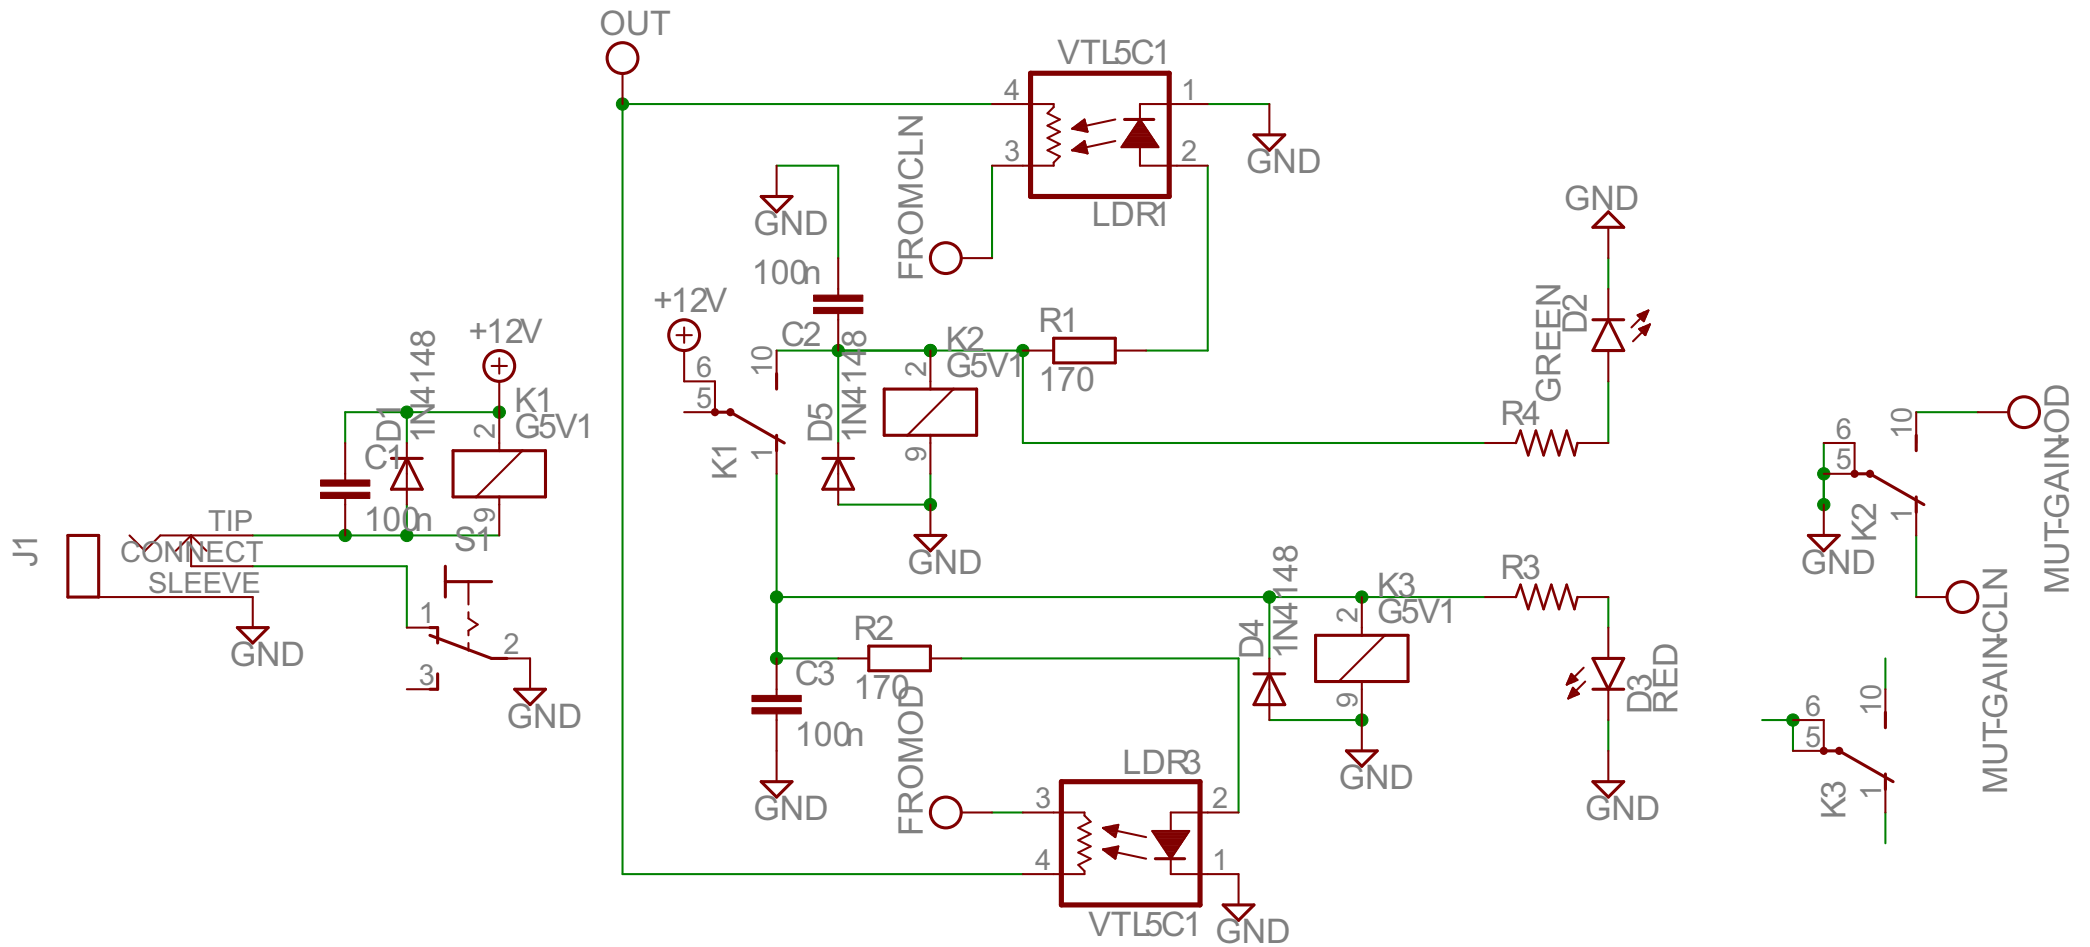 OUT
VTL5C1
4
1
3
2
GND
LDR1
FROMCLN
GND
100n
C2
+12V
6
5
10
1
K1
D5
1N4148
K2
G5V1
2
9
GND
R1
170
GND
GREEN
D2
R4
+12V
K1
G5V1
2
9
D1
1N4148
C1
100n
S1
J1
TIP
CONNECT
SLEEVE
GND
1
2
3
GND
R2
170
C3
100n
GND
FROMOD
D4
1N4148
K3
G5V1
2
9
GND
R3
D3
RED
GND
LDR3
3
2
4
1
VTL5C1
GND
6
5
10
1
K2
GND
MUT-GAINOD
MUT-GAINCLN
6
5
10
1
K3